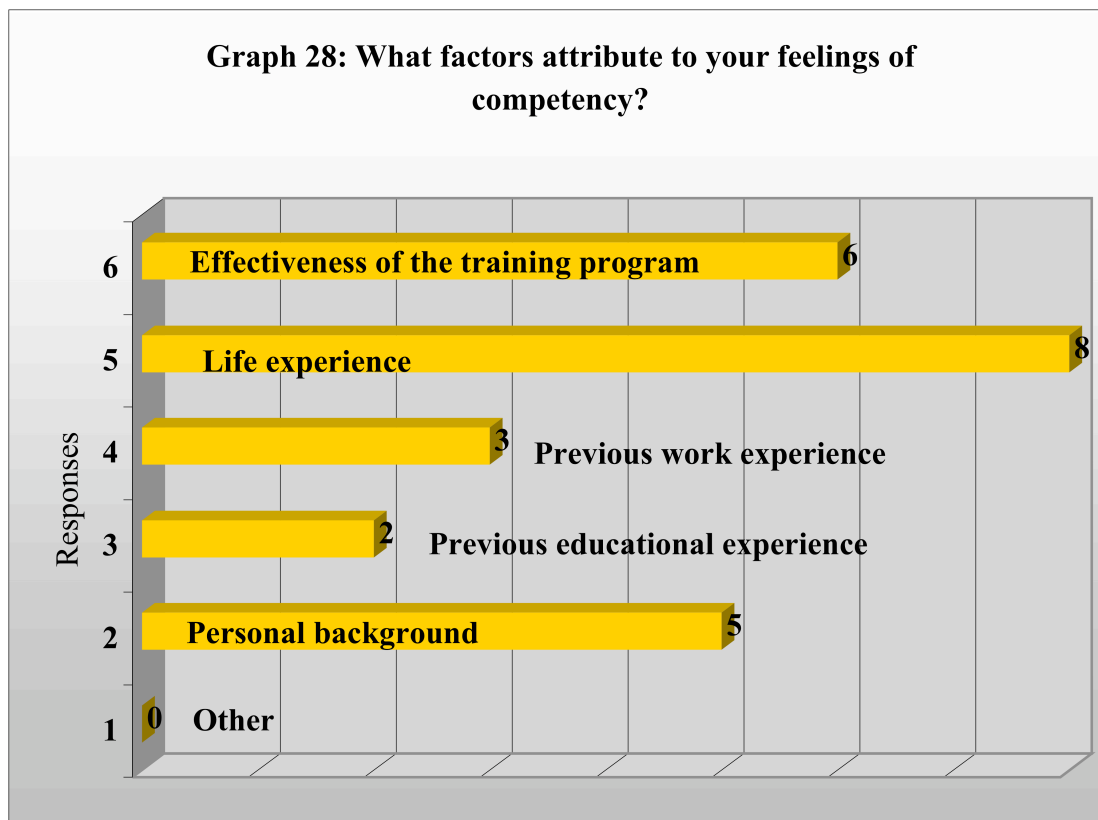 Graph 28: What factors attribute to your feelings of
competency?
6
Effectiveness of the training program
6
5
Life experience
8
4
3
Previous work experience
3
2
Previous educational experience
2
Personal background
5
1
0
Other
Responses